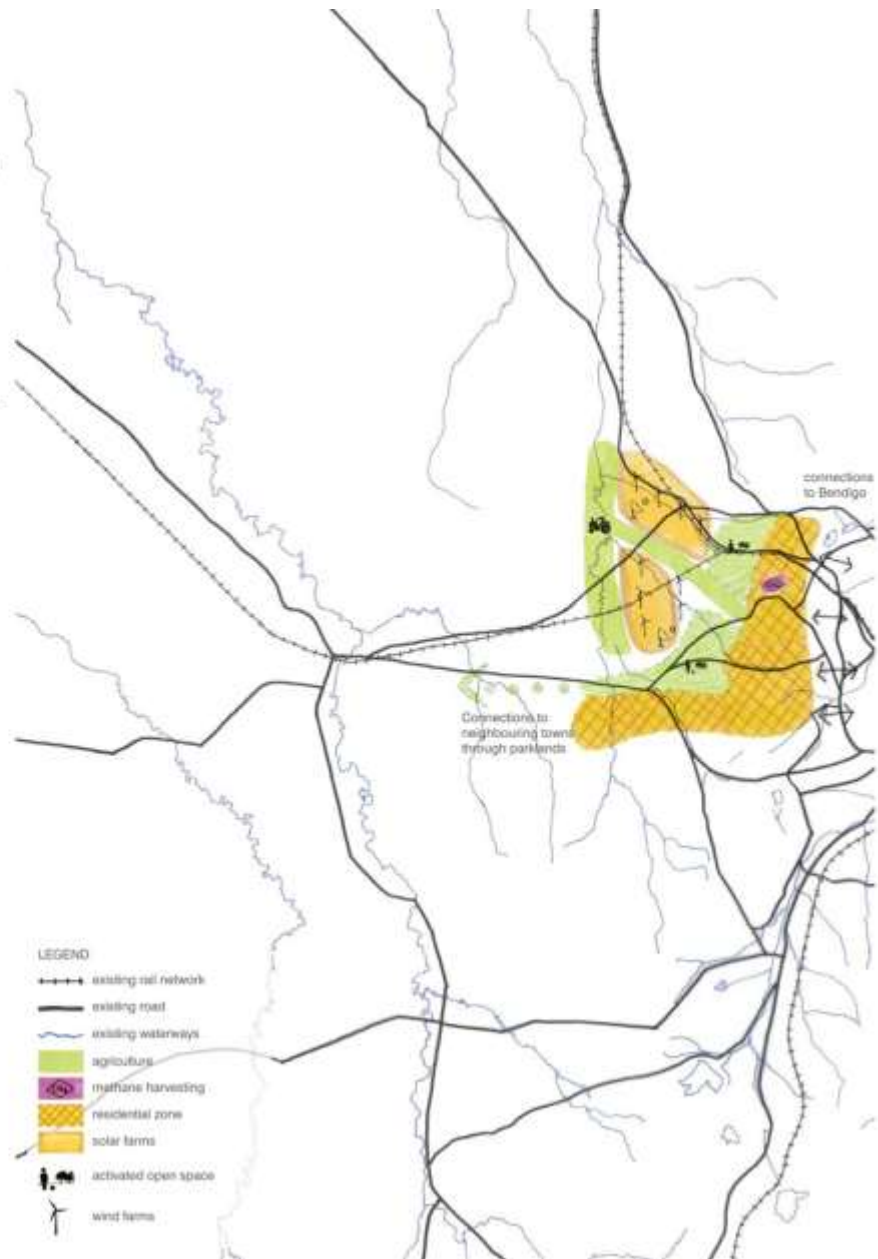 connections
to Bendigo
Connections to
neighbouring towns
through parklands
LEGEND
existing rail network
existing road
existing waterways
agriculture
methane harvesting
residential zone
solar farms
activated open space
wind farms